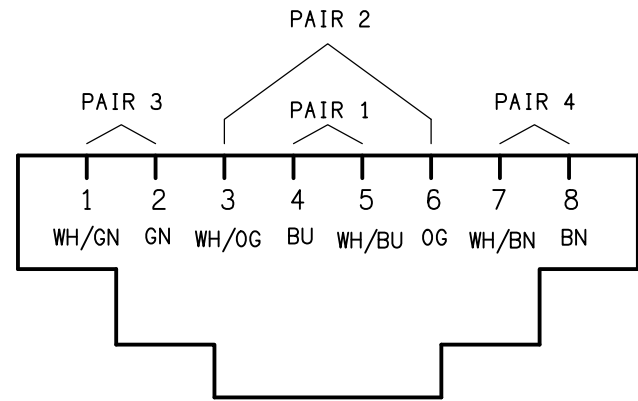 PAIR 2
PAIR 3
PAIR 1
PAIR 4
1 2 3 4 5 6 7 8
WH/GN GN WH/OG BU WH/BU OG WH/BN BN